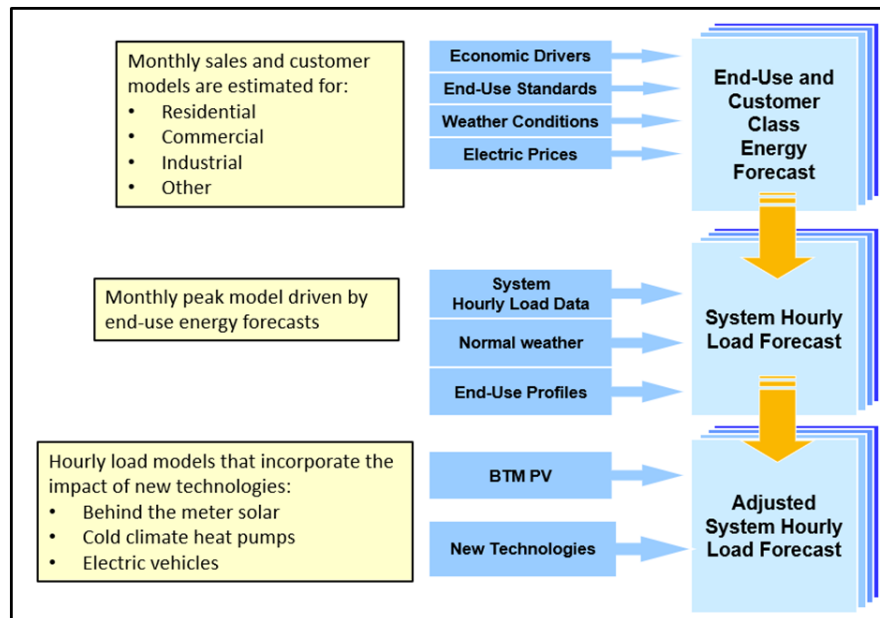 Monthly sales and customer
models are estimated for:
• Residential
• Commercial
• Industrial
• Other
Economic Drivers
End-Use Standards
Weather Conditions
Electric Prices
End-Use and
Customer
Class
Energy
Forecast
Monthly peak model driven by
end-use energy forecasts
System
Hourly Load Data
Normal weather
End-Use Profiles
System Hourly
Load Forecast
Hourly load models that incorporate the
impact of new technologies:
• Behind the meter solar
• Cold climate heat pumps
• Electric vehicles
BTM PV
New Technologies
Adjusted
System Hourly
Load Forecast